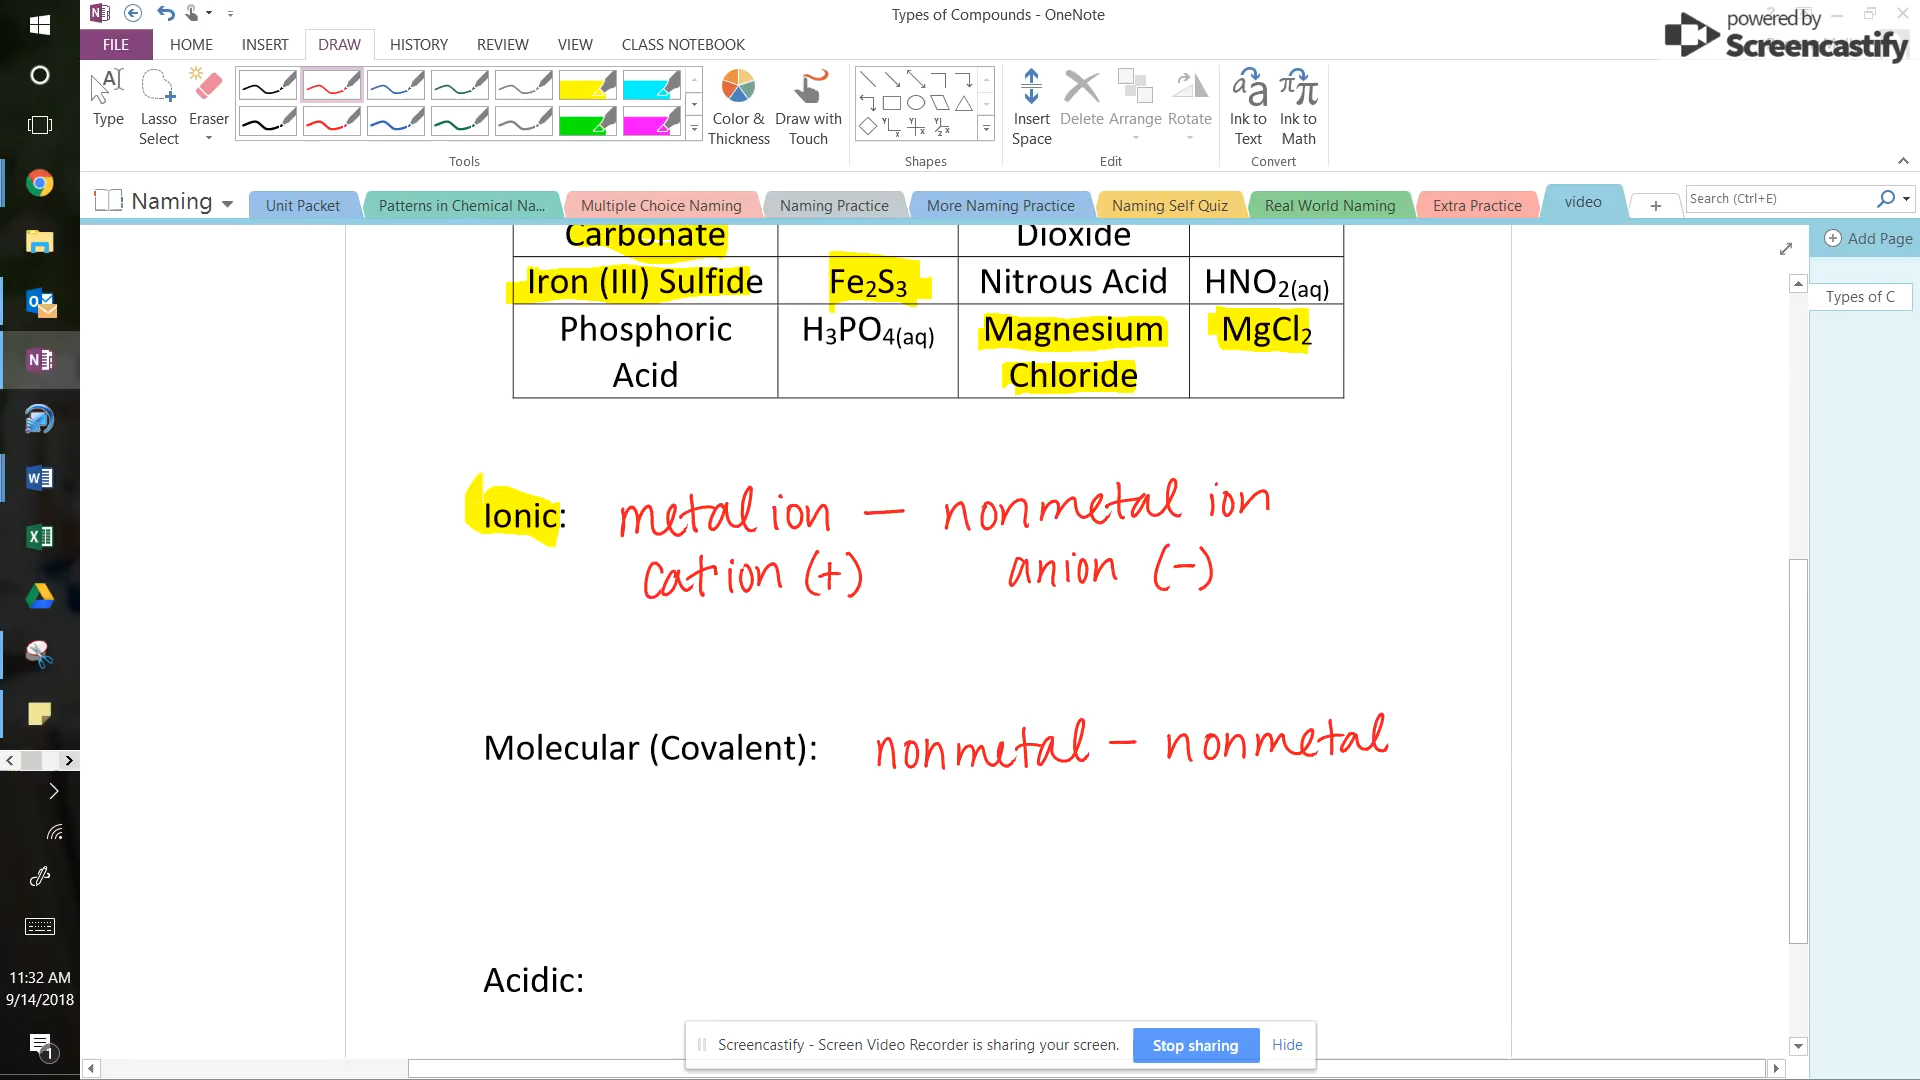 Types of Compounds - OneNote
powered by
Screencastify
FILE HOME INSERT DRAW HISTORY REVIEW VIEW CLASS NOTEBOOK
Type
Lasso Select
Eraser
Color & Thickness
Draw with Touch
Insert Space
Delete
Arrange
Rotate
Ink to Text
Ink to Math
Tools
Shapes
Edit
Convert
Naming
Unit Packet
Patterns in Chemical Na...
Multiple Choice Naming
Naming Practice
More Naming Practice
Naming Self Quiz
Real World Naming
Extra Practice
video
Search (Ctrl+E)
Add Page
Types of C
Carbonate Dioxide
Iron (III) Sulfide Fe₂S₃ Nitrous Acid HNO₂(aq)
Phosphoric H₃PO₄(aq) Magnesium MgCl₂
Acid Chloride
Ionic: metal ion — nonmetal ion
cation (+) anion (-)
Molecular (Covalent): nonmetal — nonmetal
Acidic:
11:32 AM
9/14/2018
1
Screencastify - Screen Video Recorder is sharing your screen. Stop sharing Hide